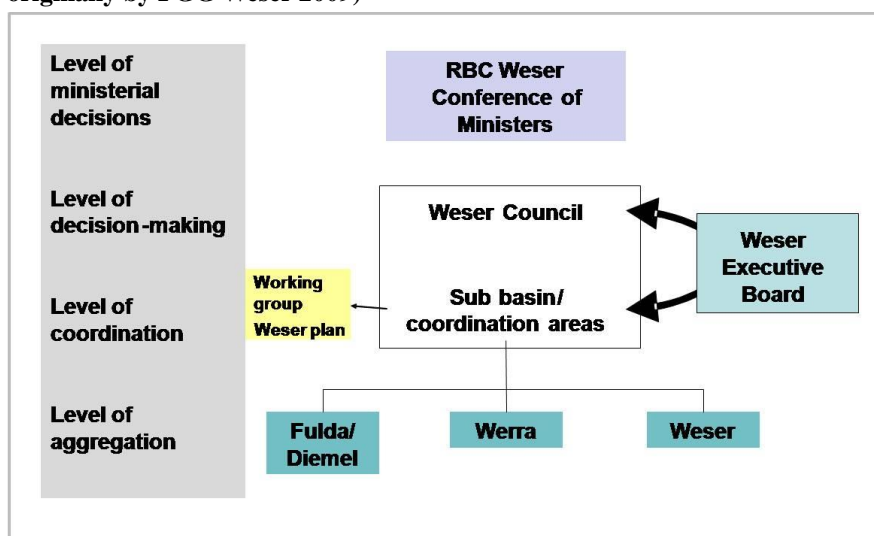 originally by FGG Weser 2009)
Level of
ministerial
decisions
RBC Weser
Conference of
Ministers
Level of
decision-making
Weser Council
Weser
Executive
Board
Working
group
Weser plan
Sub basin/
coordination areas
Level of
coordination
Level of
aggregation
Fulda/
Diemel
Werra
Weser